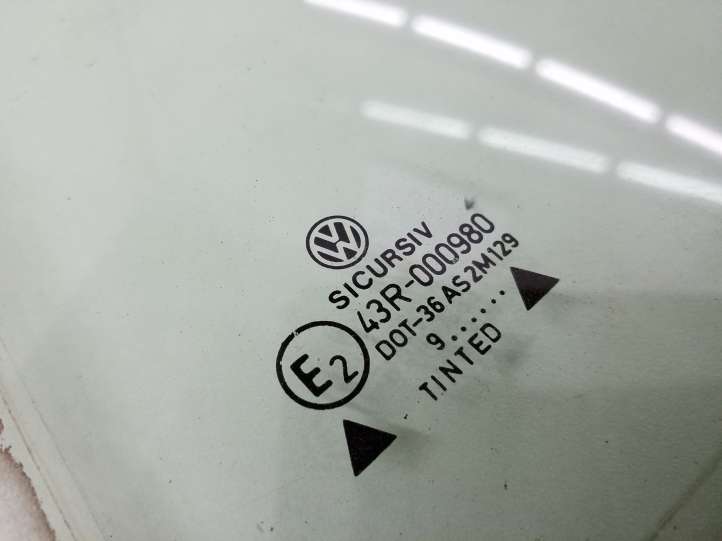 VW
SICURSIV
43R-000980
E2
DOT-36 AS2M129
9......
TINTED